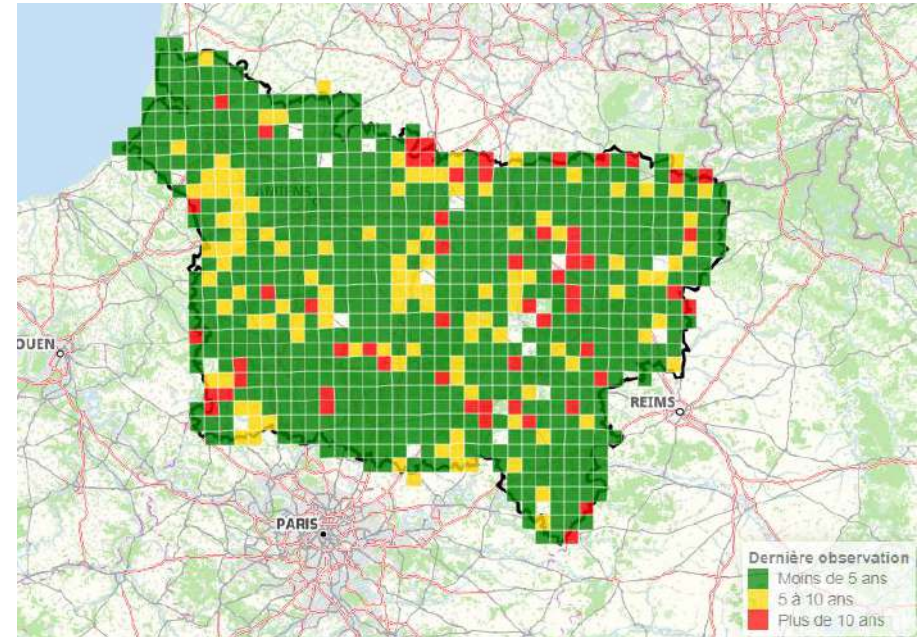 AMIENS
OUEN
REIMS
PARIS
Dernière observation
Moins de 5 ans
5 à 10 ans
Plus de 10 ans